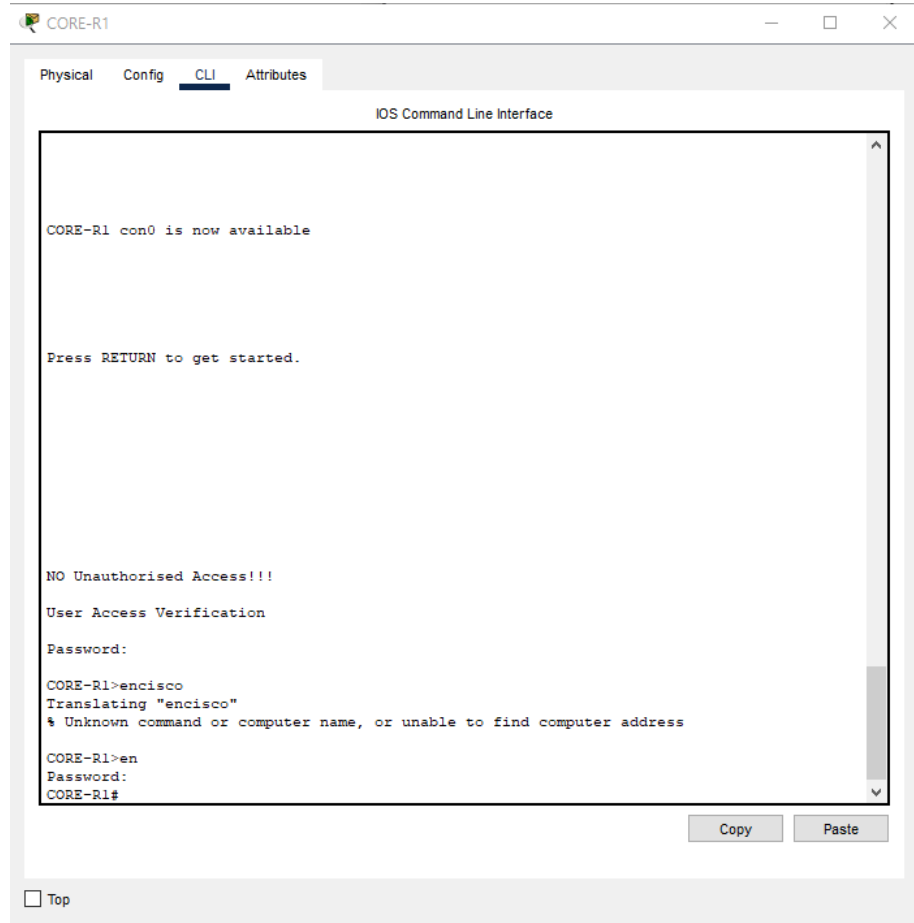 CORE-R1
Physical Config CLI Attributes
IOS Command Line Interface
CORE-R1 con0 is now available
Press RETURN to get started.
NO Unauthorised Access!!!
User Access Verification
Password:
CORE-R1>encisco
Translating "encisco"
% Unknown command or computer name, or unable to find computer address
CORE-R1>en
Password:
CORE-R1#
Copy Paste
Top